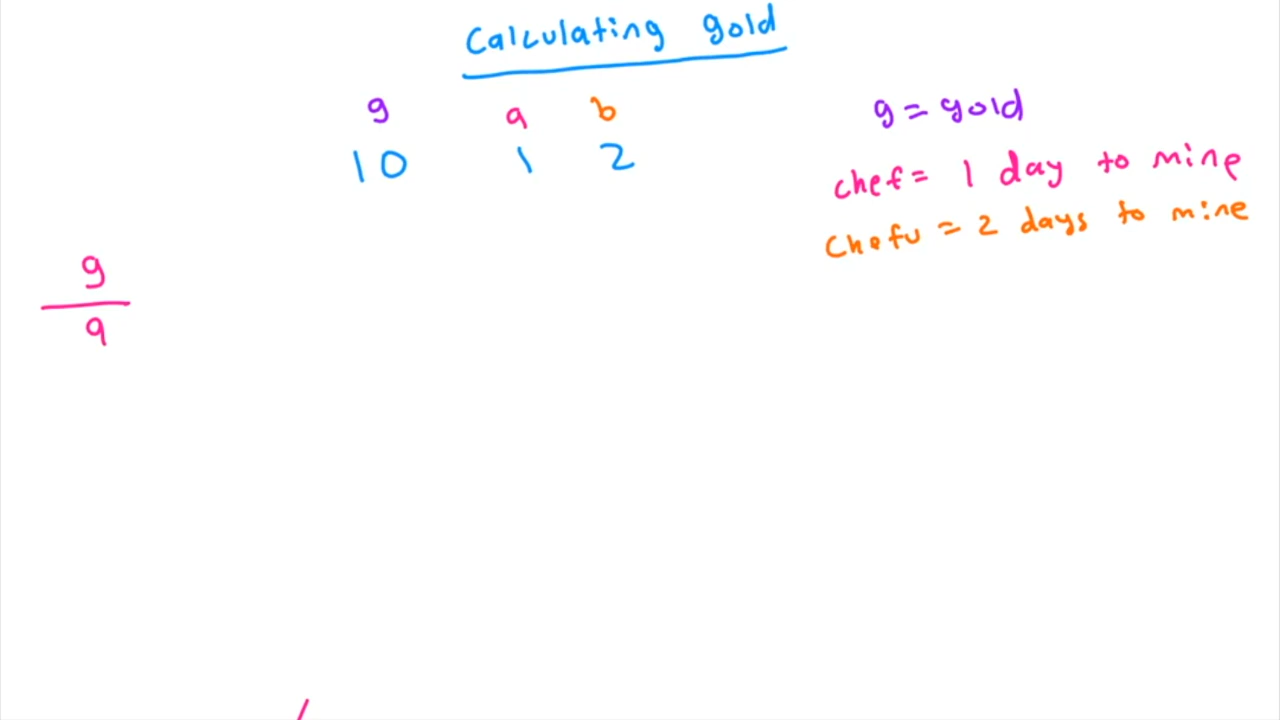 Calculating gold
g a b
10 1 2
g = gold
chef = 1 day to mine
Chefu = 2 days to mine
g
a